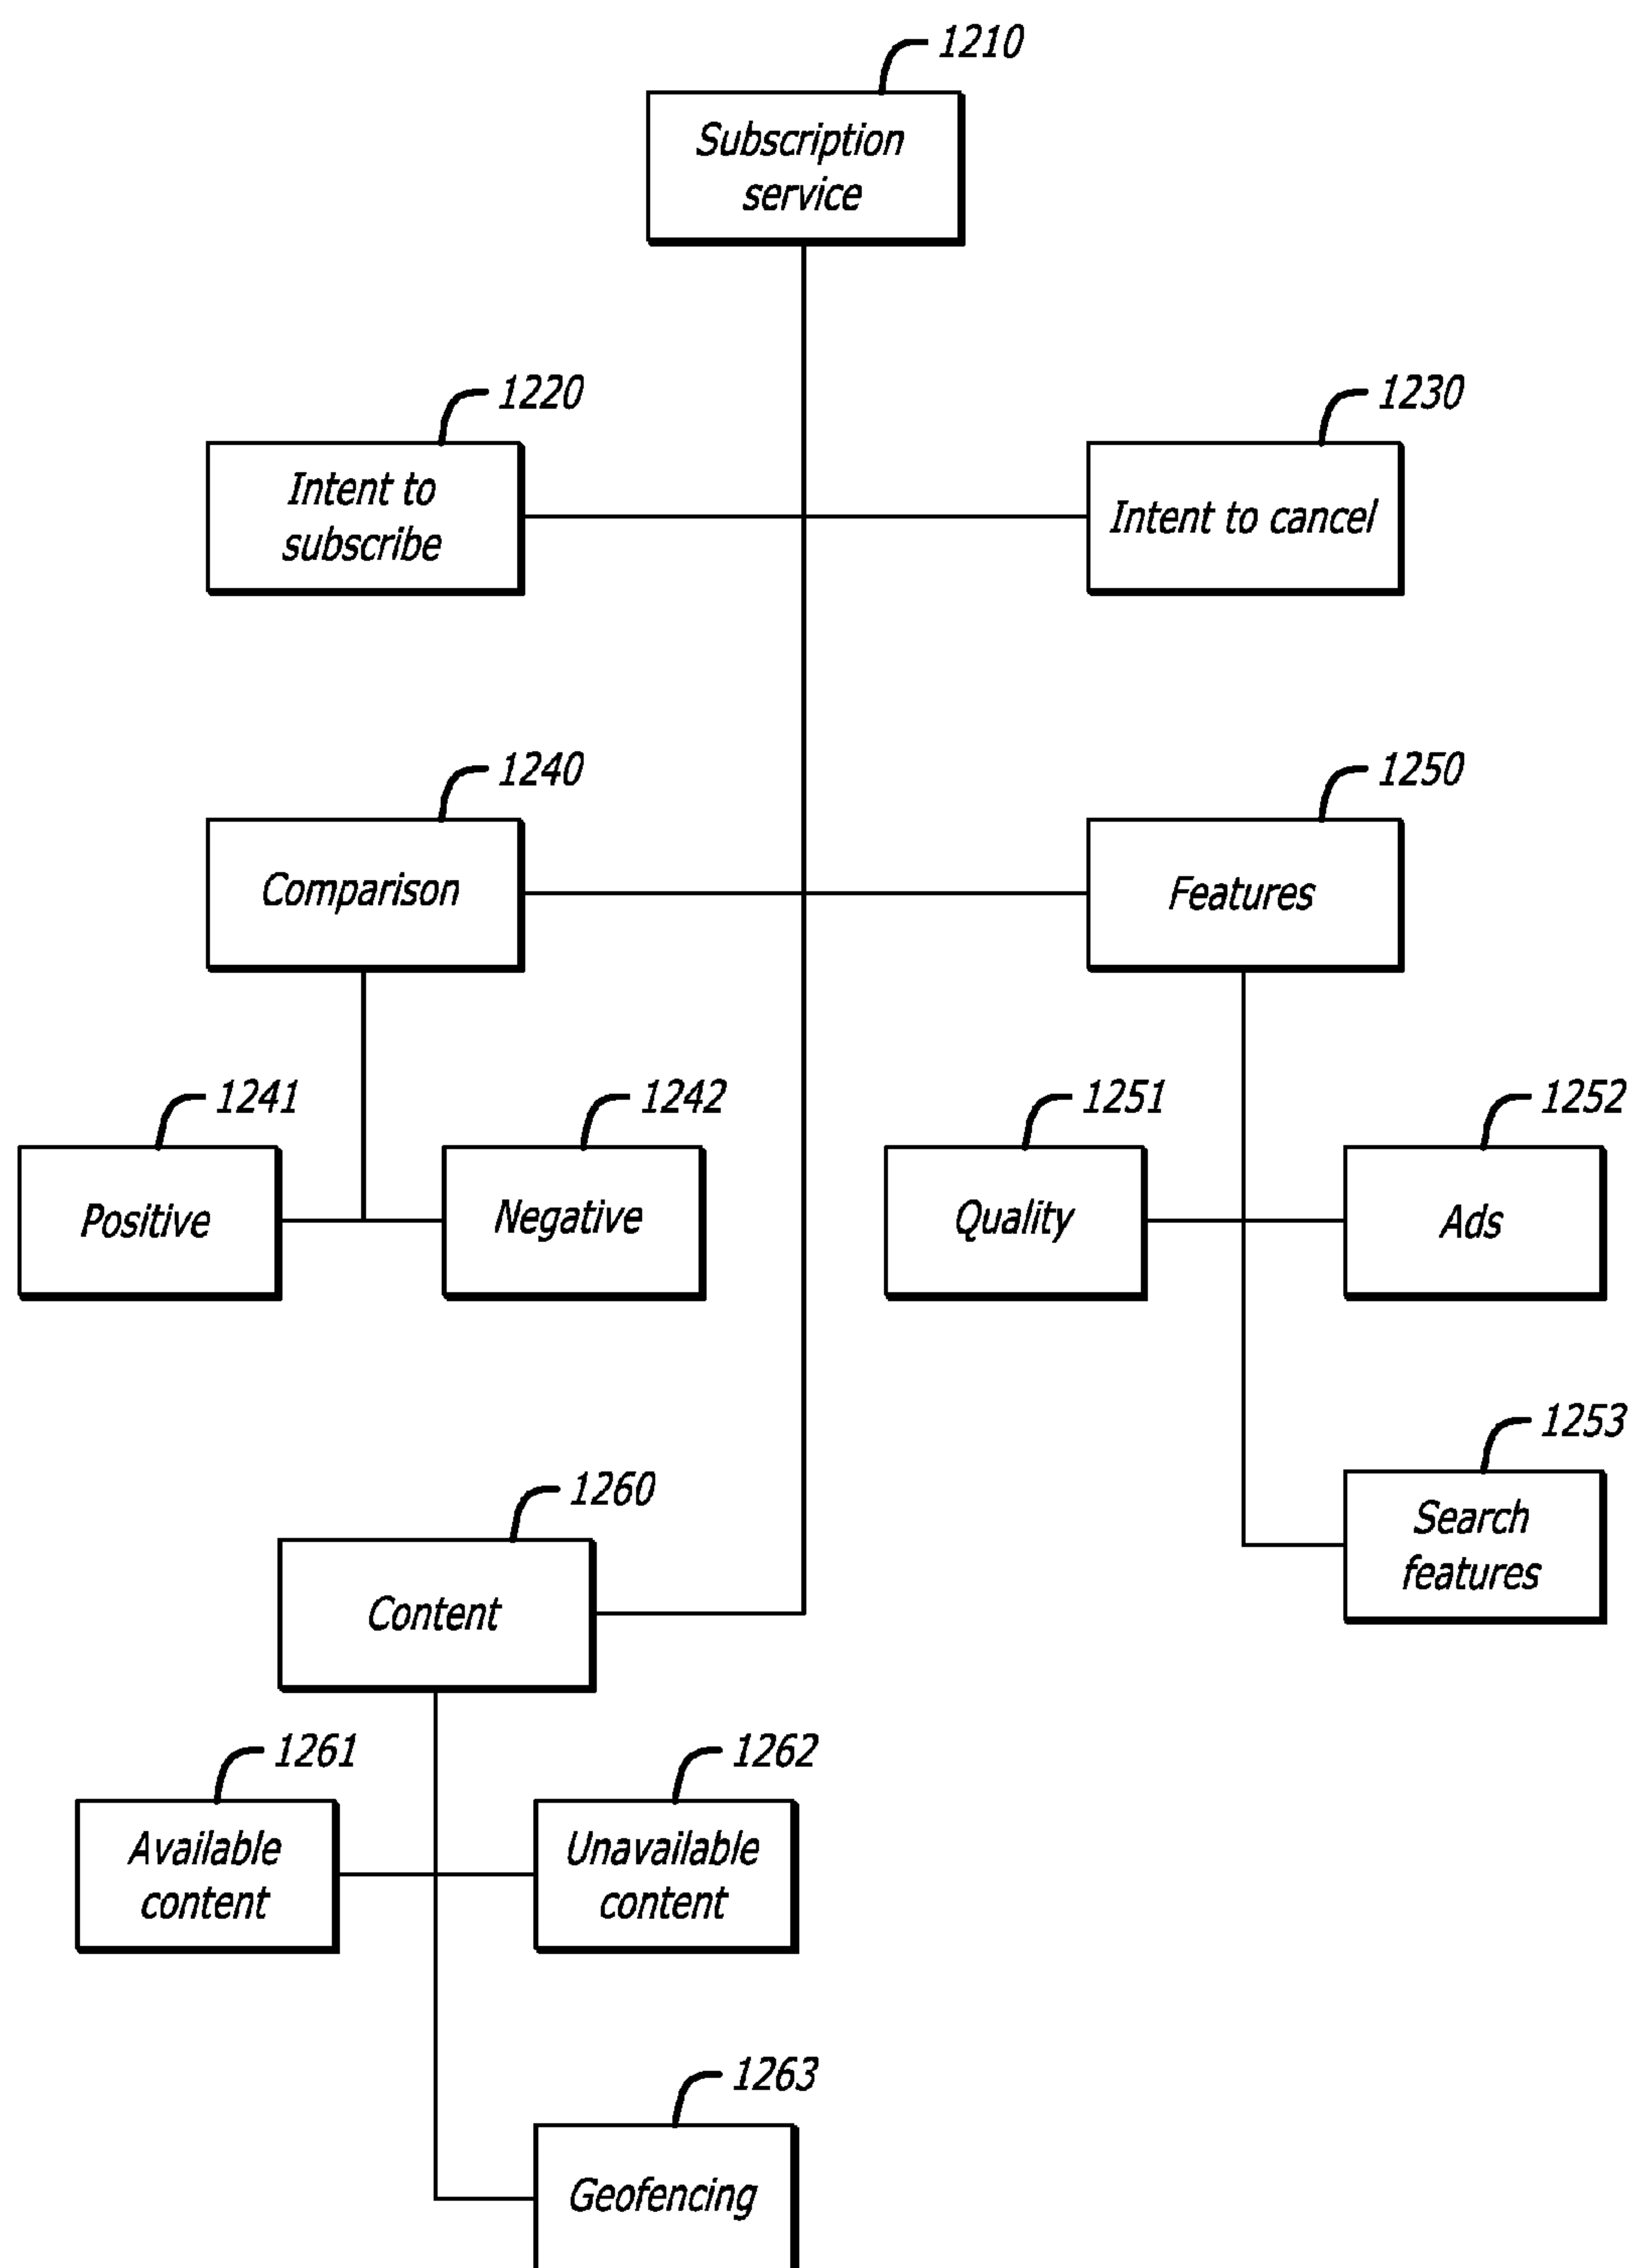 1210
Subscription
service
1220
Intent to
subscribe
1230
Intent to cancel
1240
Comparison
1250
Features
1241
Positive
1242
Negative
1251
Quality
1252
Ads
1253
Search
features
1260
Content
1261
Available
content
1262
Unavailable
content
1263
Geofencing